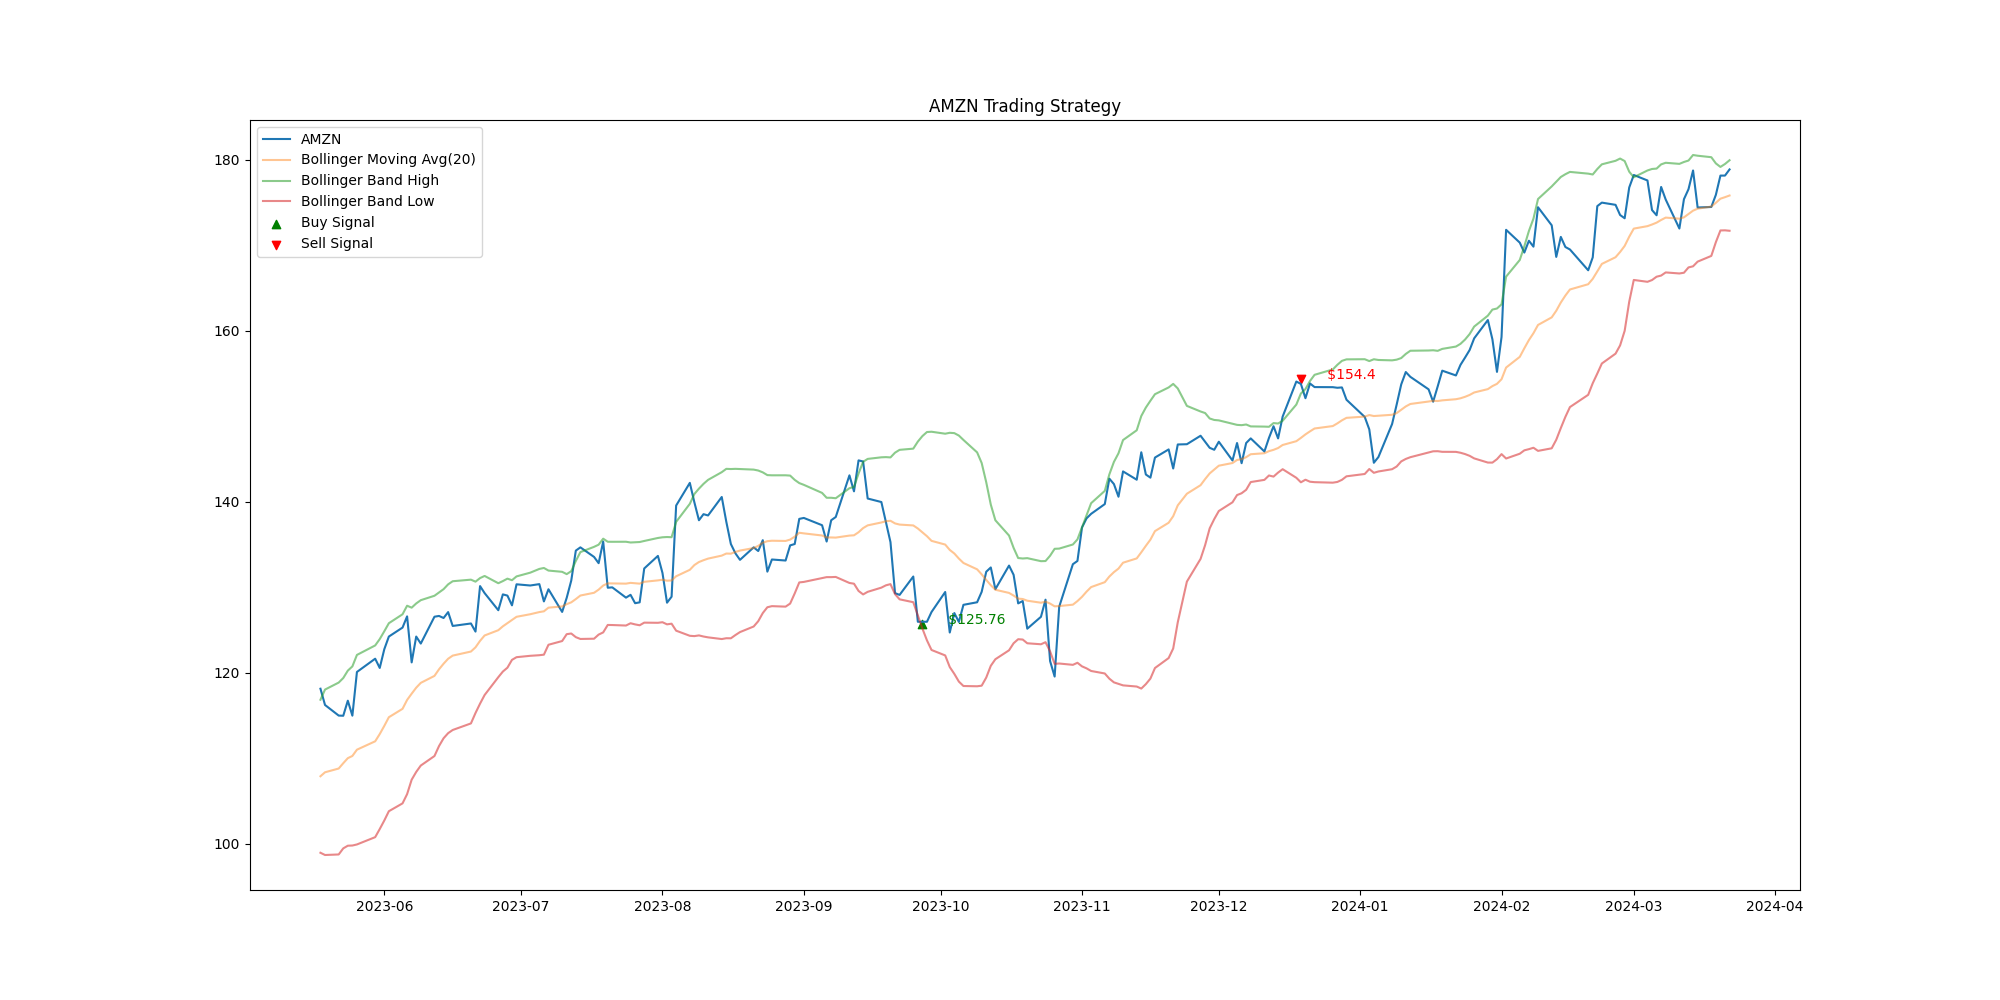 AMZN Trading Strategy
AMZN
Bollinger Moving Avg(20)
Bollinger Band High
Bollinger Band Low
Buy Signal
Sell Signal
180
160
140
120
100
$154.4
$125.76
2023-06 2023-07 2023-08 2023-09 2023-10 2023-11 2023-12 2024-01 2024-02 2024-03 2024-04